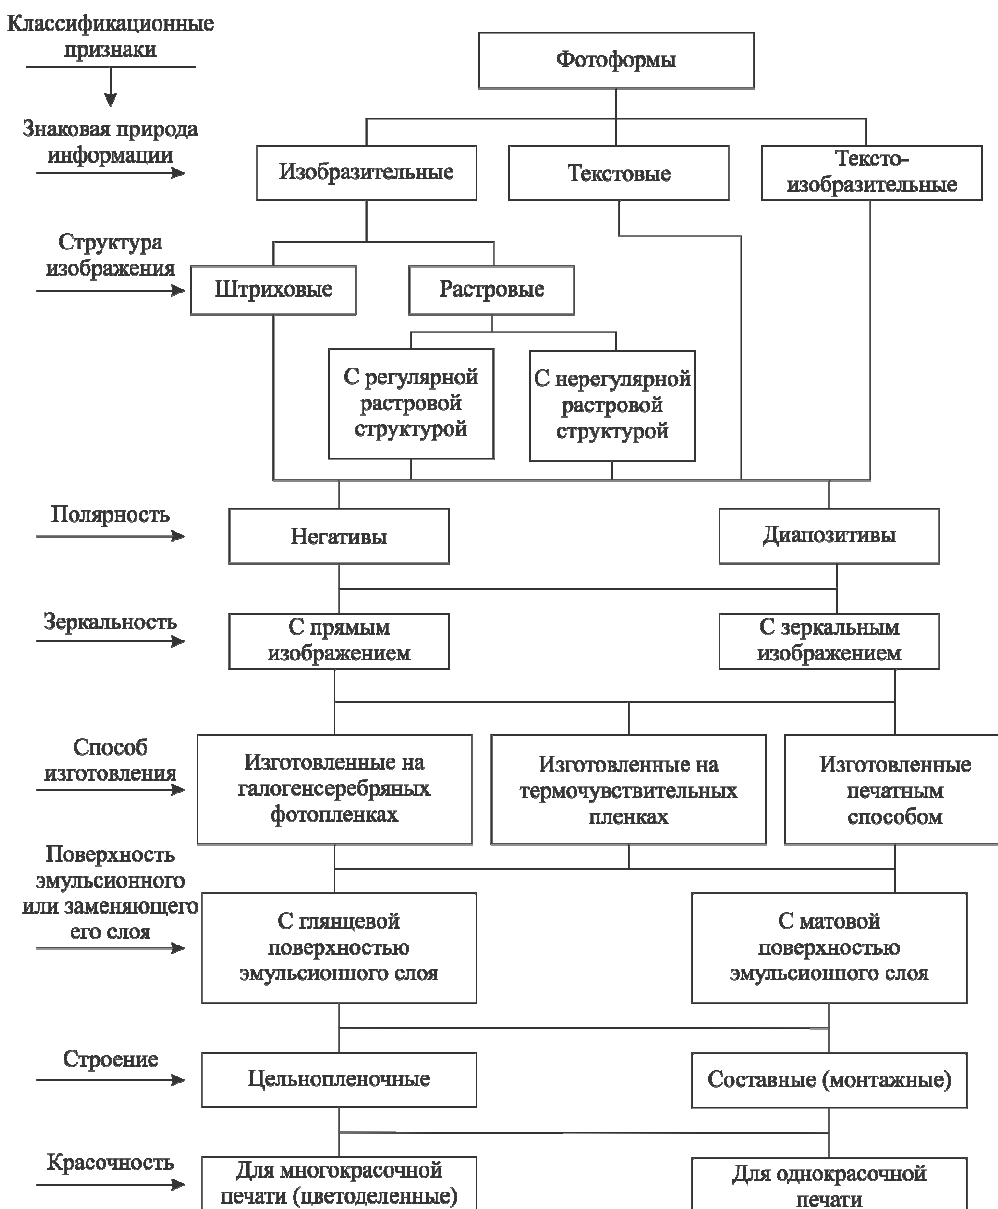 Классификационные
признаки
Фотоформы
Знаковая природа
информации
Изобразительные
Текстовые
Тексто-
изобразительные
Структура
изображения
Штриховые
Растровые
С регулярной
растровой
структурой
С нерегулярной
растровой
структурой
Полярность
Негативы
Диапозитивы
Зеркальность
С прямым
изображением
С зеркальным
изображением
Способ
изготовления
Изготовленные на
галогенсеребряных
фотопленках
Изготовленные на
термочувствительных
пленках
Изготовленные
печатным
способом
Поверхность
эмульсионного
или заменяющего
его слоя
С глянцевой
поверхностью
эмульсионного слоя
С матовой
поверхностью
эмульсионного слоя
Строение
Цельнопленочные
Составные (монтажные)
Красочность
Для многокрасочной
печати (цветоделенные)
Для однокрасочной
печати